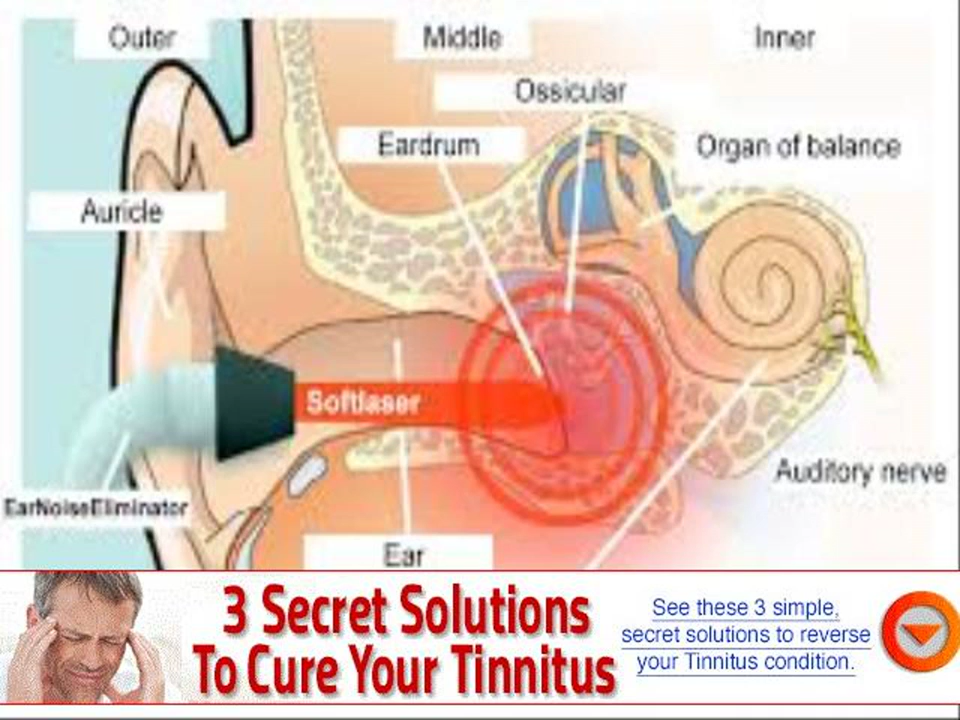 Outer
Middle
Inner
Ossicular
Eardrum
Organ of balance
Auricle
Softlaser
Auditory nerve
EarNoiseEliminator
Ear
3 Secret Solutions
To Cure Your Tinnitus
See these 3 simple,
secret solutions to reverse
your Tinnitus condition.